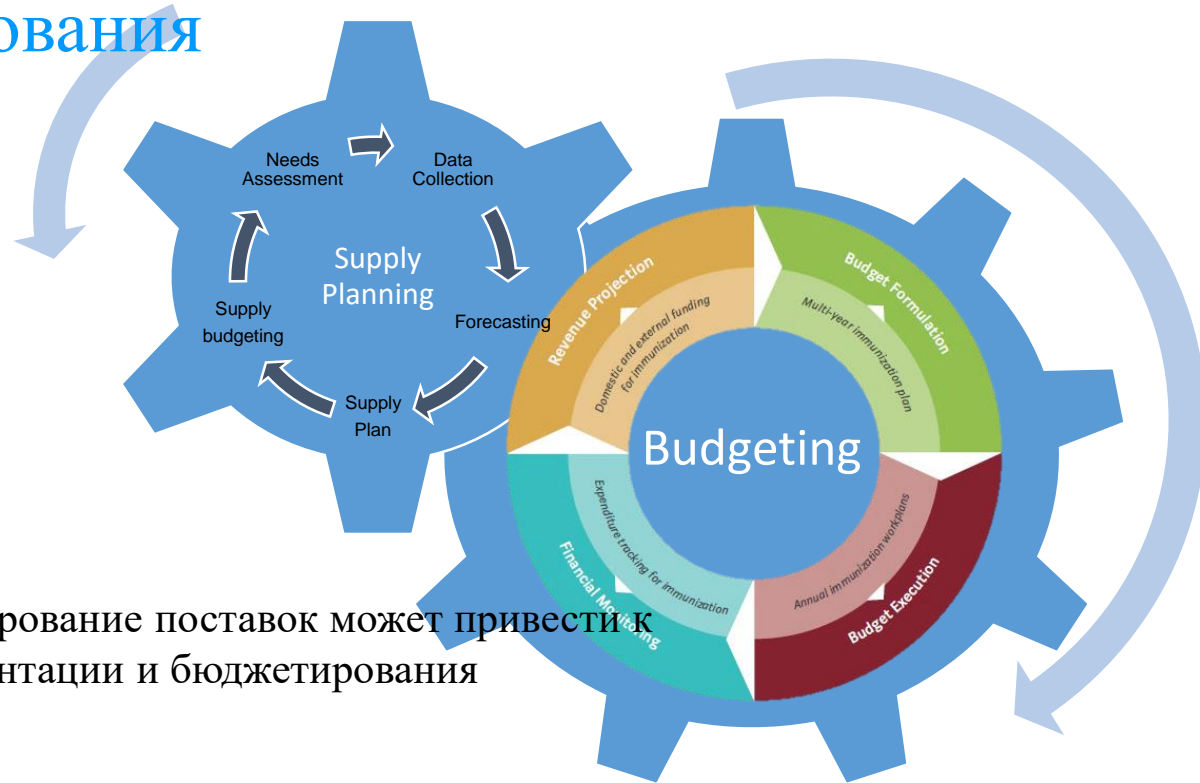 ования
Needs
Assessment
Data
Collection
Supply
Planning
Forecasting
Supply
Plan
Supply
budgeting
Budgeting
Revenue Projection
Domestic and external funding
for immunization
Budget Formulation
Multi-year immunization plan
Budget Execution
Annual immunization workplans
Financial Monitoring
Expenditure tracking for immunization
рование поставок может привести к
нтации и бюджетирования